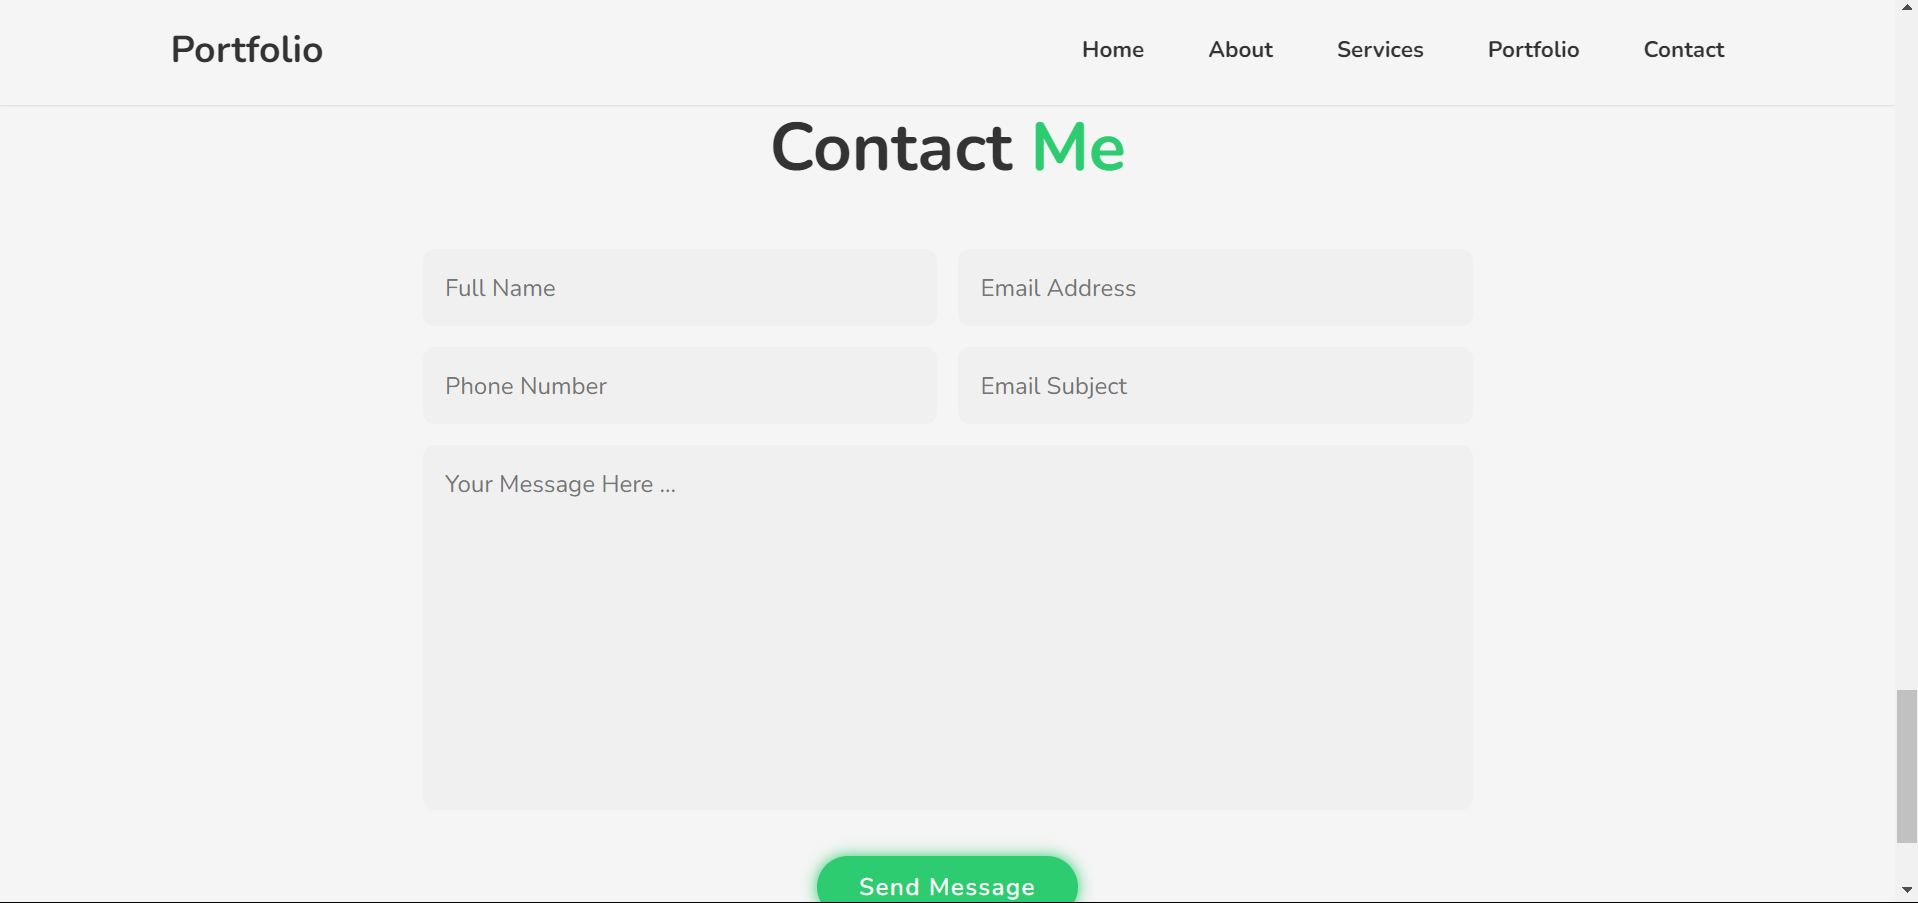 Portfolio Home About Services Portfolio Contact
Contact Me
Full Name Email Address
Phone Number Email Subject
Your Message Here ...
Send Message